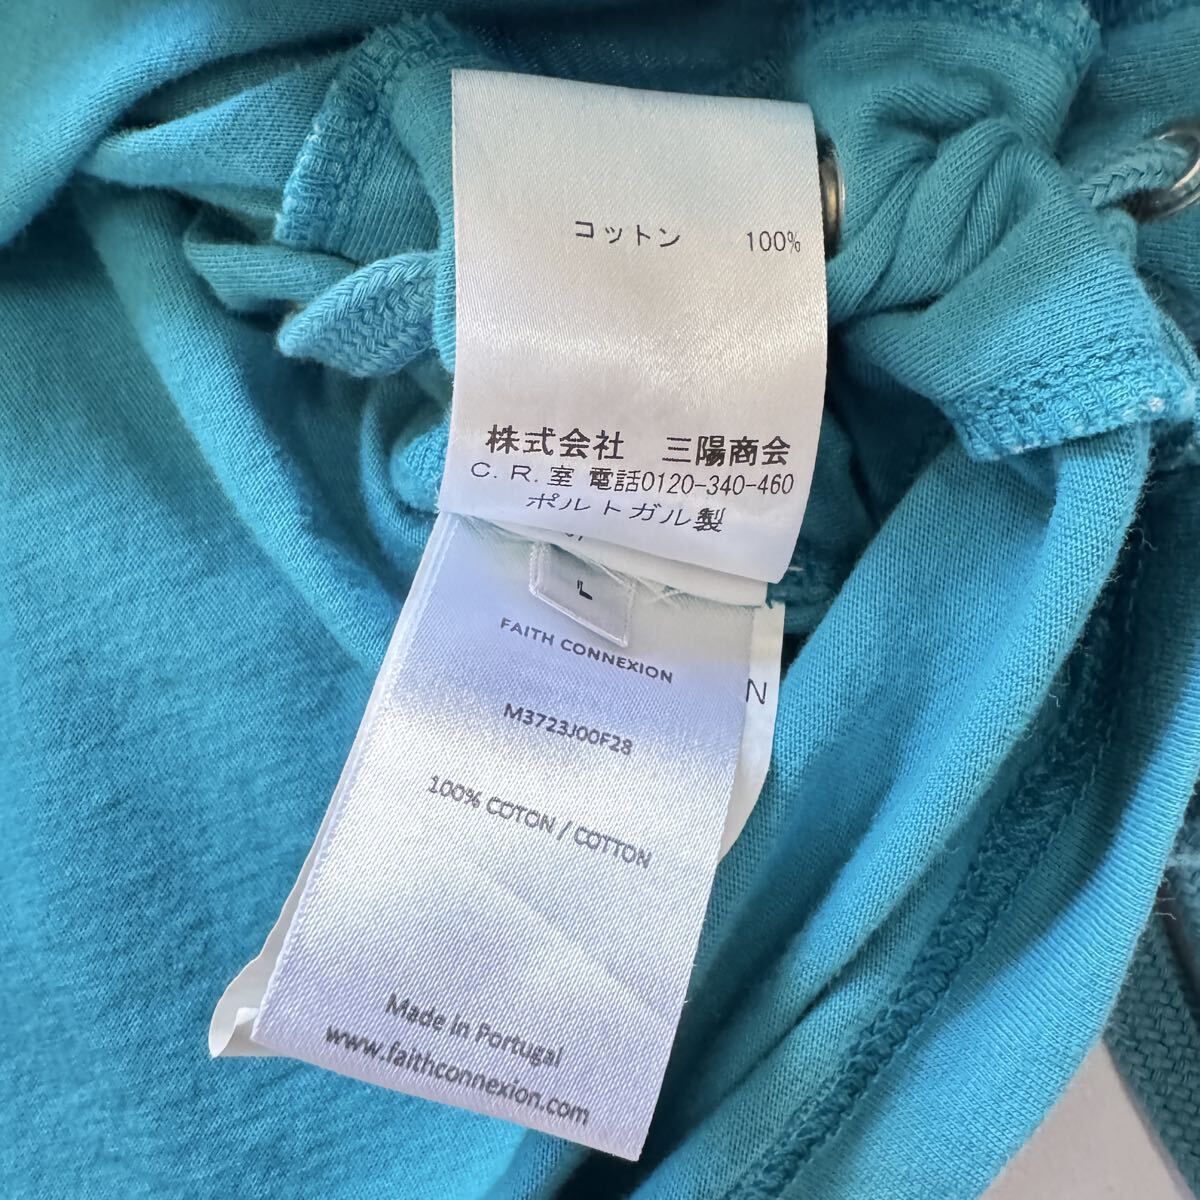 コットン 100%
株式会社 三陽商会
C.R.室 電話0120-340-460
ポルトガル製
L
FAITH CONNEXION
N
M3723J00F28
100% COTON / COTTON
Made in Portugal
www.faithconnexion.com